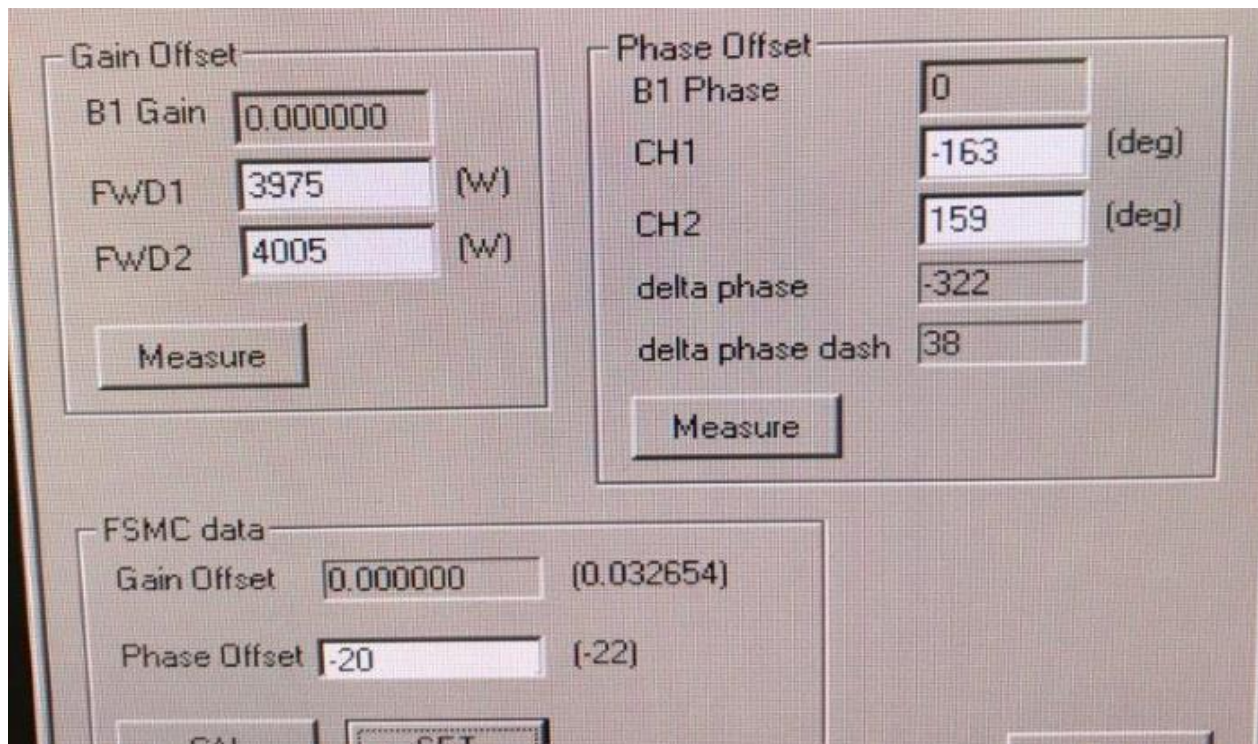 Gain Offset
B1 Gain 0.000000
FWD1 3975 (W)
FWD2 4005 (W)
Measure
Phase Offset
B1 Phase 0
CH1 -163 (deg)
CH2 159 (deg)
delta phase -322
delta phase dash 38
Measure
FSMC data
Gain Offset 0.000000 (0.032654)
Phase Offset -20 (-22)
SET